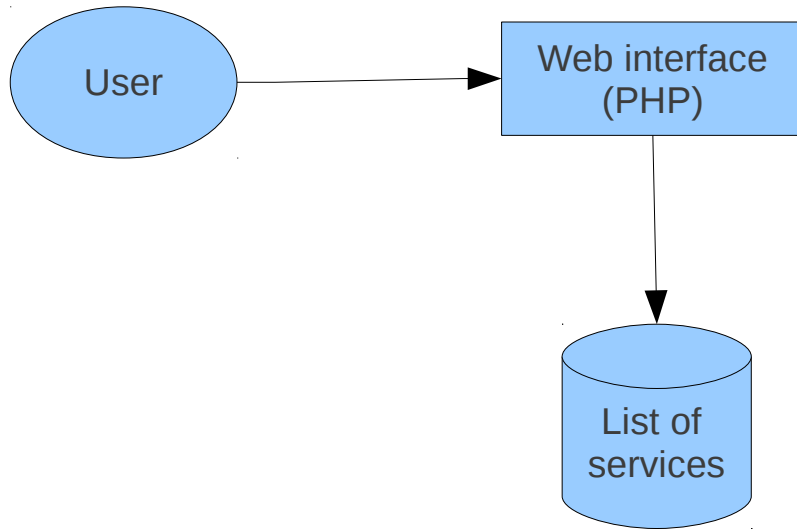 User
Web interface
(PHP)
List of
services